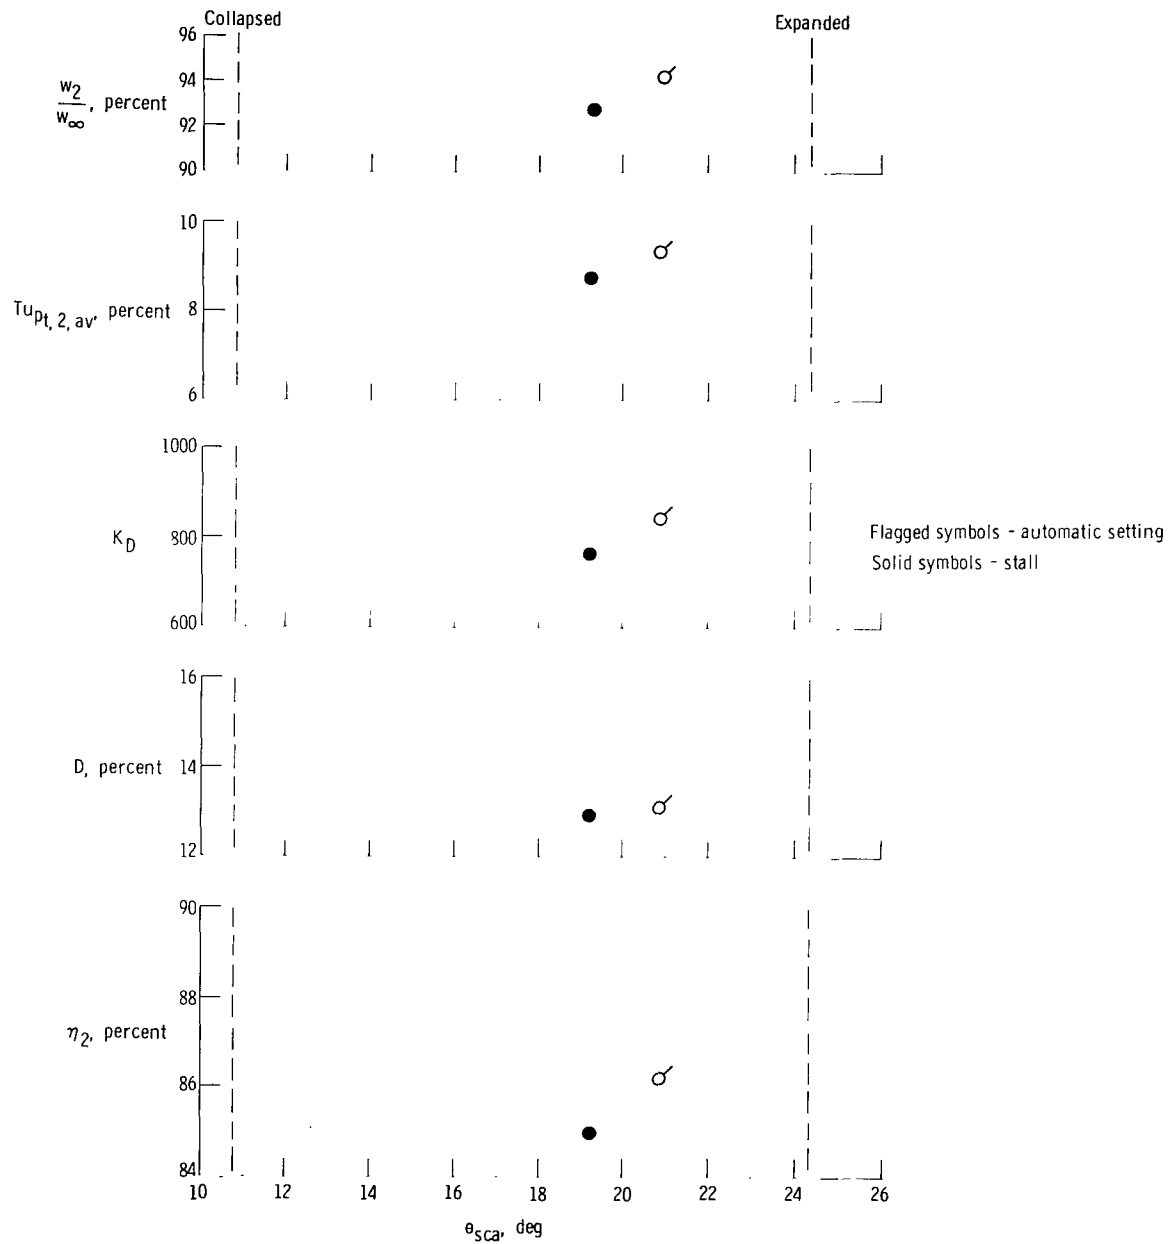 Collapsed Expanded
96
94
w2/w∞, percent
92
90
10
Tu pt, 2, av, percent
8
6
1000
KD
800
600
Flagged symbols - automatic setting
Solid symbols - stall
16
D, percent 14
12
90
88
η2, percent
86
84
10 12 14 16 18 20 22 24 26
θsca, deg